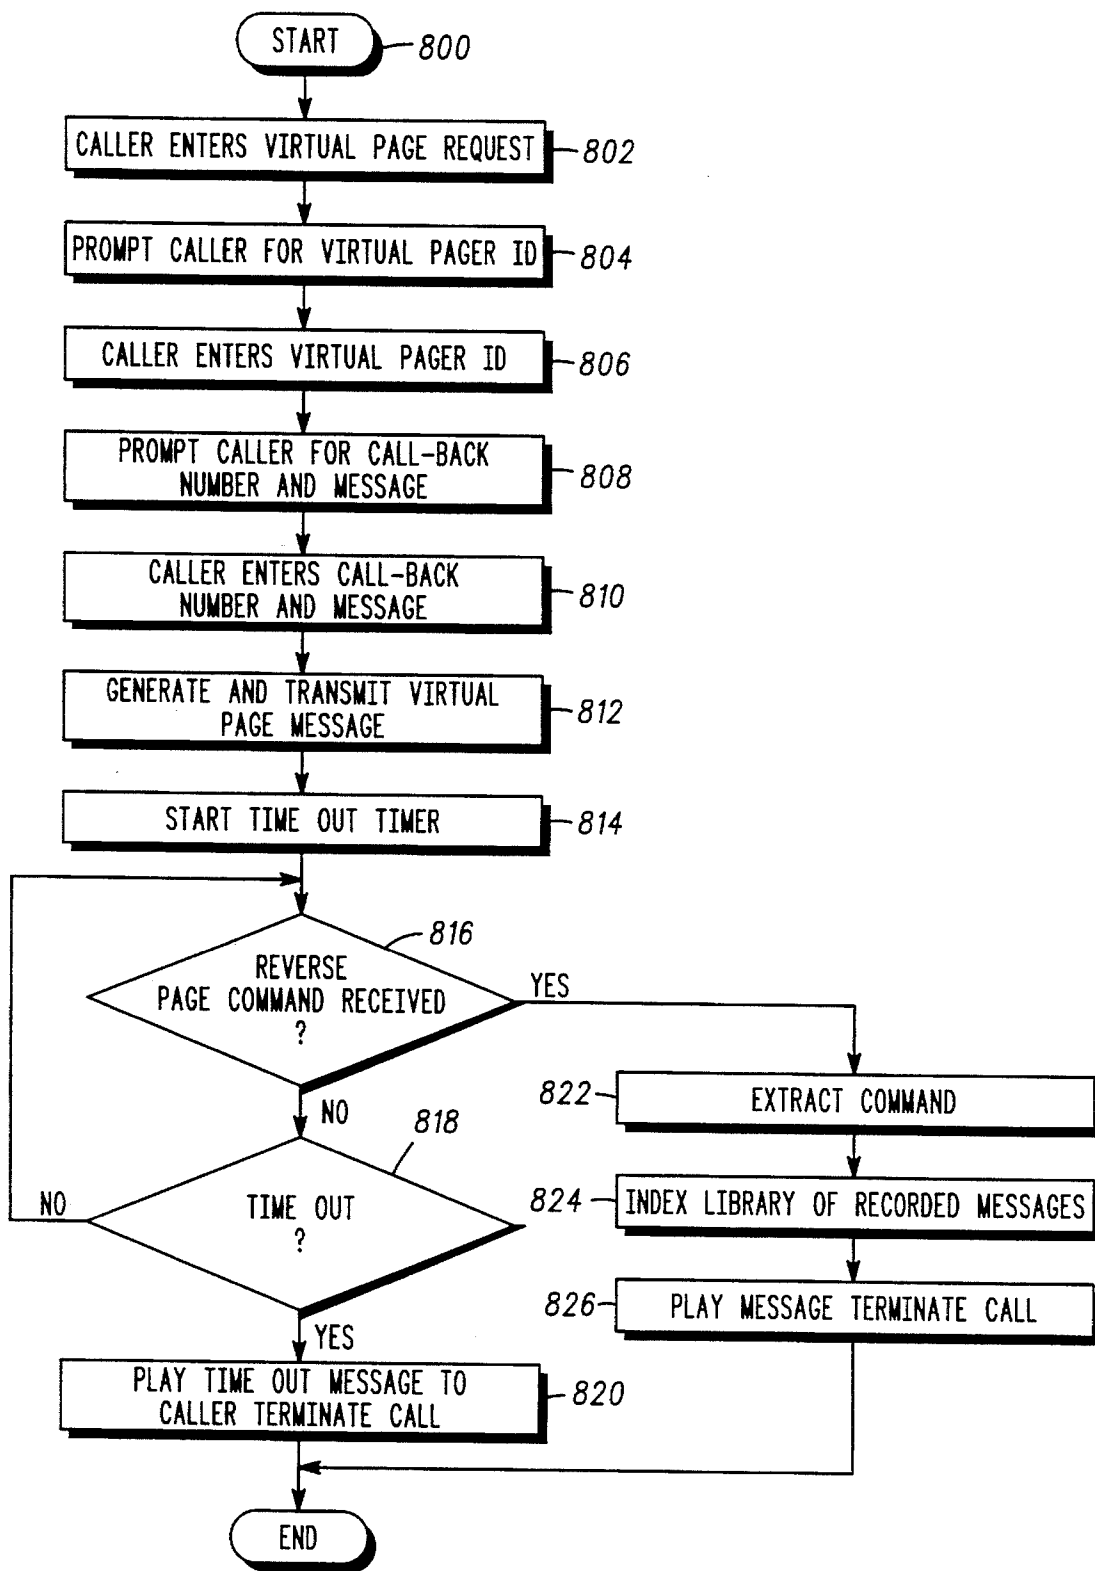 START
800
CALLER ENTERS VIRTUAL PAGE REQUEST
802
PROMPT CALLER FOR VIRTUAL PAGER ID
804
CALLER ENTERS VIRTUAL PAGER ID
806
PROMPT CALLER FOR CALL-BACK
NUMBER AND MESSAGE
808
CALLER ENTERS CALL-BACK
NUMBER AND MESSAGE
810
GENERATE AND TRANSMIT VIRTUAL
PAGE MESSAGE
812
START TIME OUT TIMER
814
816
REVERSE
PAGE COMMAND RECEIVED
?
YES
NO
818
TIME OUT
?
NO
YES
PLAY TIME OUT MESSAGE TO
CALLER TERMINATE CALL
820
822
EXTRACT COMMAND
824
INDEX LIBRARY OF RECORDED MESSAGES
826
PLAY MESSAGE TERMINATE CALL
END